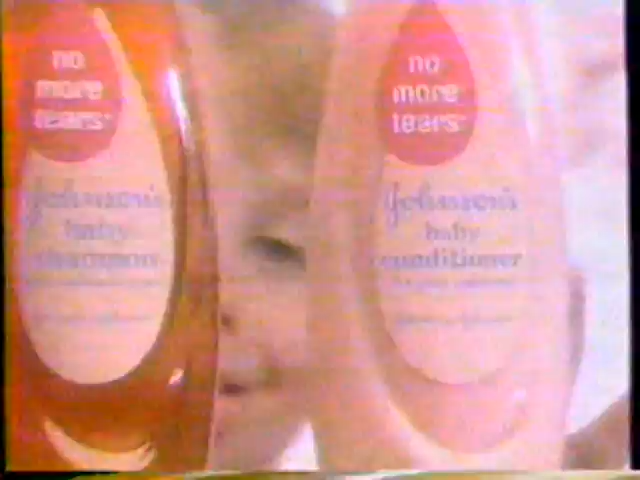 no
more
tears
Johnson's
baby
shampoo
no
more
tears
Johnson's
baby
conditioner